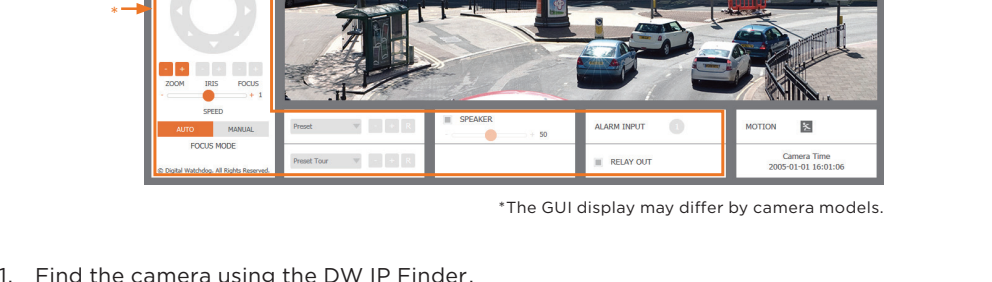 *
- + - + - +
ZOOM IRIS FOCUS
- + 1
SPEED
AUTO MANUAL
FOCUS MODE
© Digital Watchdog. All Rights Reserved.
Preset - + M
Preset Tour - + M
SPEAKER
- + 50
ALARM INPUT
RELAY OUT
MOTION
Camera Time
2005-01-01 16:01:06
*The GUI display may differ by camera models.
1. Find the camera using the DW IP Finder.